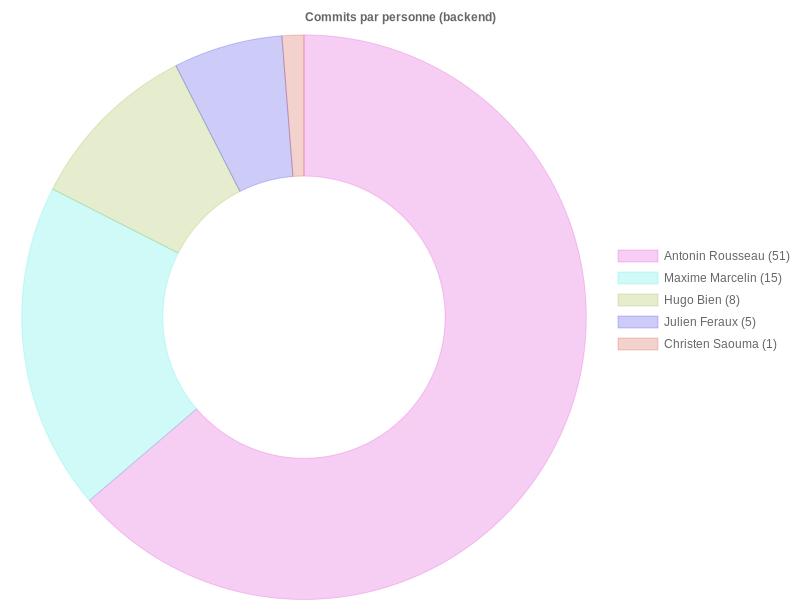 Commits par personne (backend)
Antonin Rousseau (51)
Maxime Marcelin (15)
Hugo Bien (8)
Julien Feraux (5)
Christen Saouma (1)